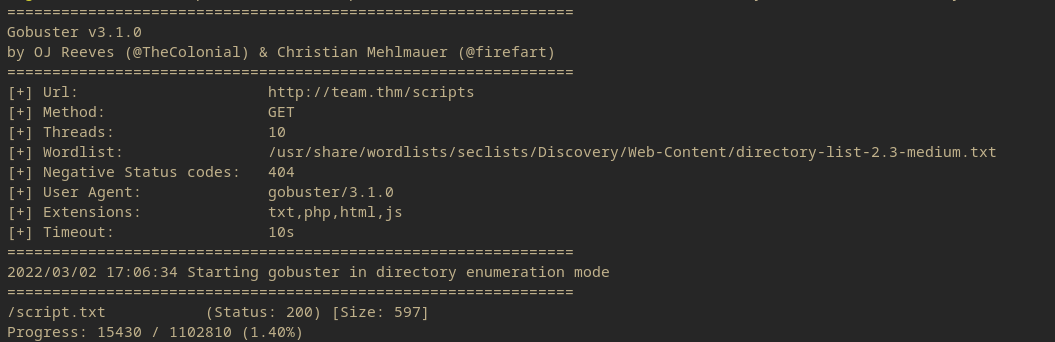 ===============================================================
Gobuster v3.1.0
by OJ Reeves (@TheColonial) & Christian Mehlmauer (@firefart)
===============================================================
[+] Url:                     http://team.thm/scripts
[+] Method:                  GET
[+] Threads:                 10
[+] Wordlist:                /usr/share/wordlists/seclists/Discovery/Web-Content/directory-list-2.3-medium.txt
[+] Negative Status codes:   404
[+] User Agent:              gobuster/3.1.0
[+] Extensions:              txt,php,html,js
[+] Timeout:                 10s
===============================================================
2022/03/02 17:06:34 Starting gobuster in directory enumeration mode
===============================================================
/script.txt           (Status: 200) [Size: 597]
Progress: 15430 / 1102810 (1.40%)